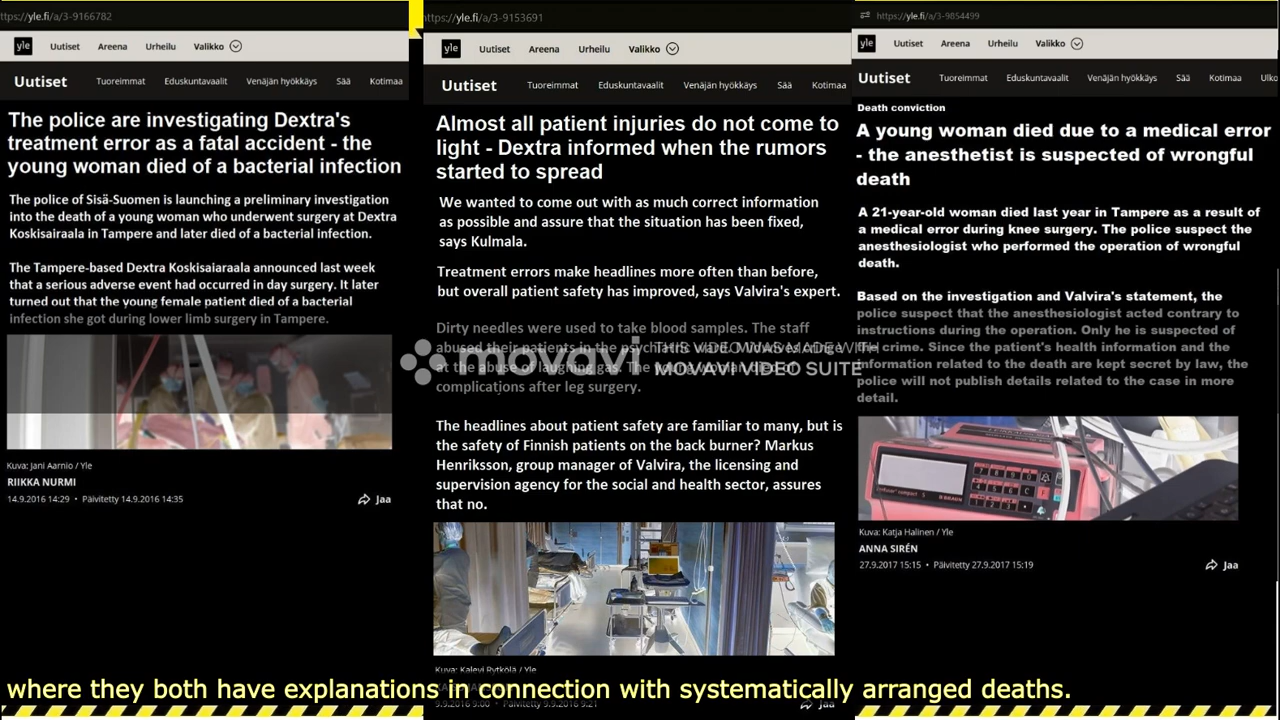 https://yle.fi/a/3-9166782
yle Uutiset Areena Urheilu Valikko
Uutiset Tuoreimmat Eduskuntavaalit Venäjän hyökkäys Sää Kotimaa
The police are investigating Dextra's
treatment error as a fatal accident - the
young woman died of a bacterial infection
The police of Sisä-Suomen is launching a preliminary investigation
into the death of a young woman who underwent surgery at Dextra
Koskisairaala in Tampere and later died of a bacterial infection.
The Tampere-based Dextra Koskisaiaraala announced last week
that a serious adverse event had occurred in day surgery. It later
turned out that the young female patient died of a bacterial
infection she got during lower limb surgery in Tampere.
Kuva: Jani Aarnio / Yle
RIIKKA NURMI
14.9.2016 14:29 • Päivitetty 14.9.2016 14:35
Jaa
https://yle.fi/a/3-9153691
yle Uutiset Areena Urheilu Valikko
Uutiset Tuoreimmat Eduskuntavaalit Venäjän hyökkäys Sää Kotimaa
Almost all patient injuries do not come to
light - Dextra informed when the rumors
started to spread
We wanted to come out with as much correct information
as possible and assure that the situation has been fixed,
says Kulmala.
Treatment errors make headlines more often than before,
but overall patient safety has improved, says Valvira's expert.
Dirty needles were used to take blood samples. The staff
abused their patients in the psychiatric ward. Midwives cringe
at the abuse of laughing gas. The young woman died of
complications after leg surgery.
The headlines about patient safety are familiar to many, but is
the safety of Finnish patients on the back burner? Markus
Henriksson, group manager of Valvira, the licensing and
supervision agency for the social and health sector, assures
that no.
Kuva: Kalevi Rytkölä / Yle
9.9.2016 9:00 • Päivitetty 9.9.2016 9:21
Jaa
https://yle.fi/a/3-9854499
yle Uutiset Areena Urheilu Valikko
Uutiset Tuoreimmat Eduskuntavaalit Venäjän hyökkäys Sää Kotimaa Ulko
Death conviction
A young woman died due to a medical error
- the anesthetist is suspected of wrongful
death
A 21-year-old woman died last year in Tampere as a result of
a medical error during knee surgery. The police suspect the
anesthesiologist who performed the operation of wrongful
death.
Based on the investigation and Valvira's statement, the
police suspect that the anesthesiologist acted contrary to
instructions during the operation. Only he is suspected of
the crime. Since the patient's health information and the
information related to the death are kept secret by law, the
police will not publish details related to the case in more
detail.
B BRAUN
Kuva: Katja Halinen / Yle
ANNA SIRÉN
27.9.2017 15:15 • Päivitetty 27.9.2017 15:19
Jaa
movavi
THIS VIDEO WAS MADE WITH
MOVAVI VIDEO SUITE
where they both have explanations in connection with systematically arranged deaths.